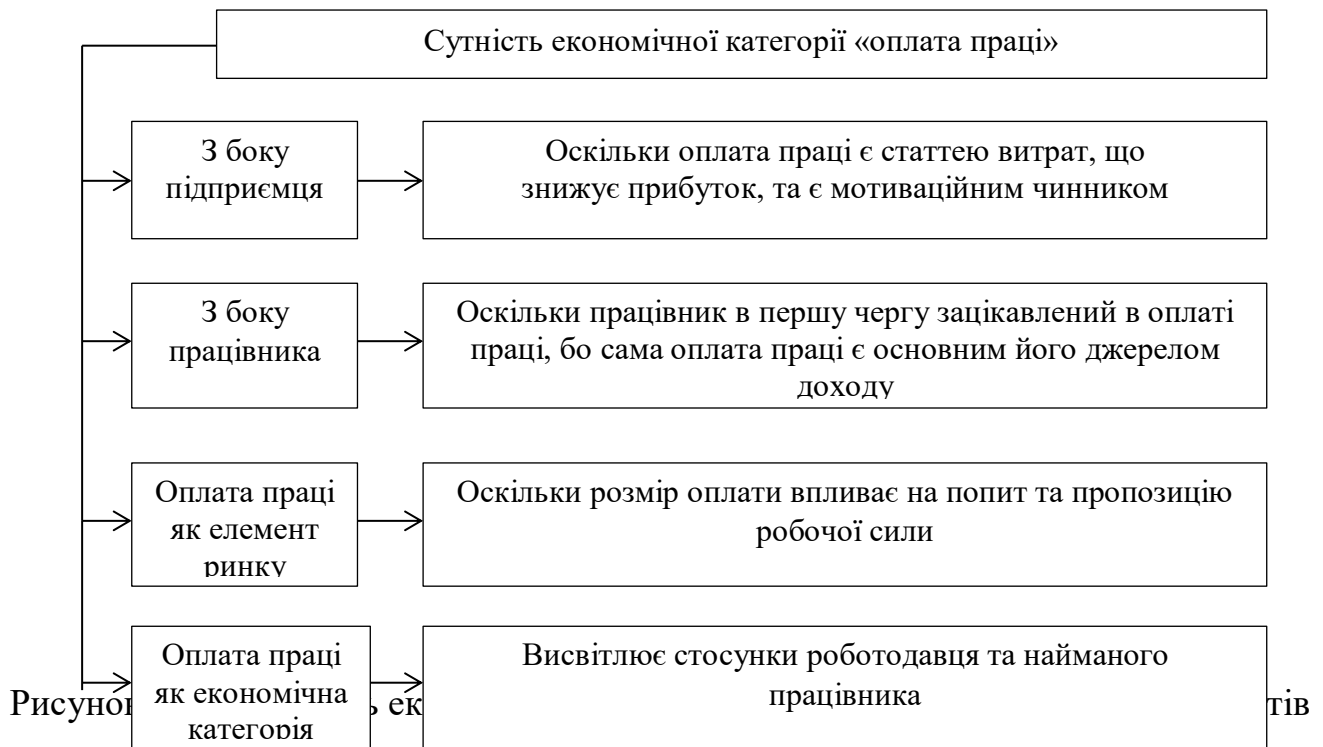 Сутність економічної категорії «оплата праці»
З боку
підприємця
Оскільки оплата праці є статтею витрат, що
знижує прибуток, та є мотиваційним чинником
З боку
працівника
Оскільки працівник в першу чергу зацікавлений в оплаті
праці, бо сама оплата праці є основним його джерелом
доходу
Оплата праці
як елемент
ринку
Оскільки розмір оплати впливає на попит та пропозицію
робочої сили
Оплата праці
як економічна
категорія
Висвітлює стосунки роботодавця та найманого
працівника